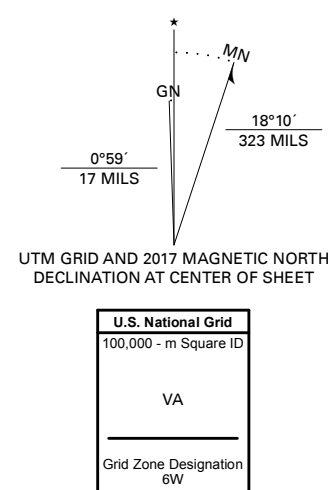 ★
MN
GN
18°10´
323 MILS
0°59´
17 MILS
UTM GRID AND 2017 MAGNETIC NORTH
DECLINATION AT CENTER OF SHEET
U.S. National Grid
100,000 - m Square ID
VA
Grid Zone Designation
6W